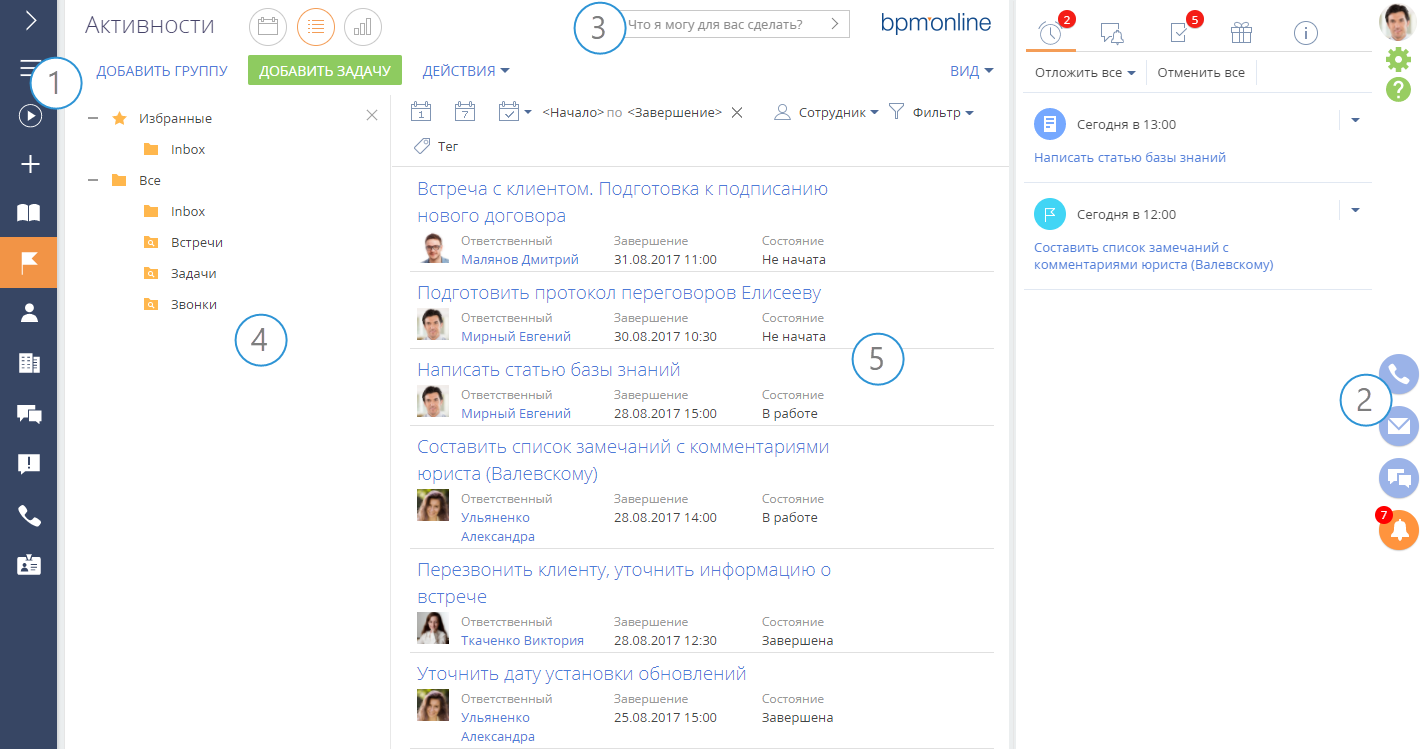 Активности
3
Что я могу для вас сделать?
bpmonline
1
ДОБАВИТЬ ГРУППУ
ДОБАВИТЬ ЗАДАЧУ
ДЕЙСТВИЯ
ВИД
Избранные
Inbox
Все
Inbox
Встречи
Задачи
Звонки
4
1
7
<Начало> по <Завершение>
Сотрудник
Фильтр
Тег
Встреча с клиентом. Подготовка к подписанию
нового договора
Ответственный Завершение Состояние
Малянов Дмитрий 31.08.2017 11:00 Не начата
Подготовить протокол переговоров Елисееву
Ответственный Завершение Состояние
Мирный Евгений 30.08.2017 10:30 Не начата
5
Написать статью базы знаний
Ответственный Завершение Состояние
Мирный Евгений 28.08.2017 15:00 В работе
Составить список замечаний с комментариями
юриста (Валевскому)
Ответственный Завершение Состояние
Ульяненко 28.08.2017 14:00 В работе
Александра
Перезвонить клиенту, уточнить информацию о
встрече
Ответственный Завершение Состояние
Ткаченко Виктория 28.08.2017 12:30 Завершена
Уточнить дату установки обновлений
Ответственный Завершение Состояние
Ульяненко 25.08.2017 15:00 Завершена
Александра
2
5
Отложить все
Отменить все
Сегодня в 13:00
Написать статью базы знаний
Сегодня в 12:00
Составить список замечаний с
комментариями юриста (Валевскому)
?
2
7